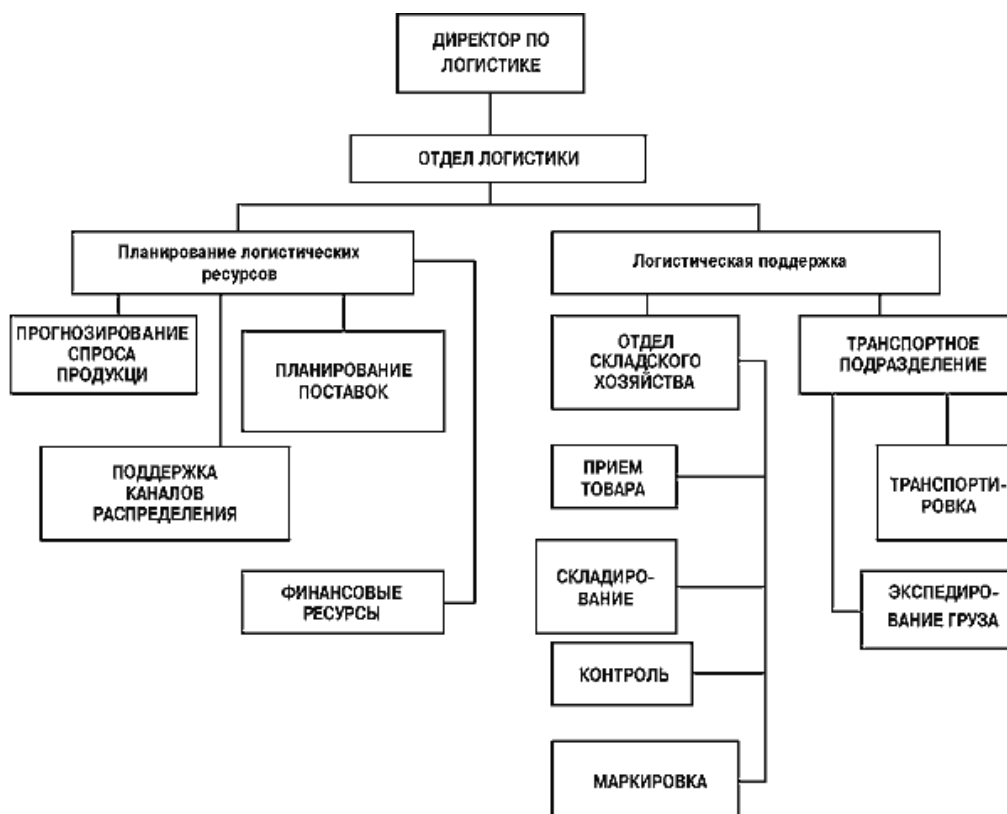 ДИРЕКТОР ПО
ЛОГИСТИКЕ
ОТДЕЛ ЛОГИСТИКИ
Планирование логистических
ресурсов
Логистическая поддержка
ПРОГНОЗИРОВАНИЕ
СПРОСА
ПРОДУКЦИ
ПЛАНИРОВАНИЕ
ПОСТАВОК
ПОДДЕРЖКА
КАНАЛОВ
РАСПРЕДЕЛЕНИЯ
ФИНАНСОВЫЕ
РЕСУРСЫ
ОТДЕЛ
СКЛАДСКОГО
ХОЗЯЙСТВА
ПРИЕМ
ТОВАРА
СКЛАДИРО-
ВАНИЕ
КОНТРОЛЬ
МАРКИРОВКА
ТРАНСПОРТНОЕ
ПОДРАЗДЕЛЕНИЕ
ТРАНСПОРТИ-
РОВКА
ЭКСПЕДИРО-
ВАНИЕ ГРУЗА